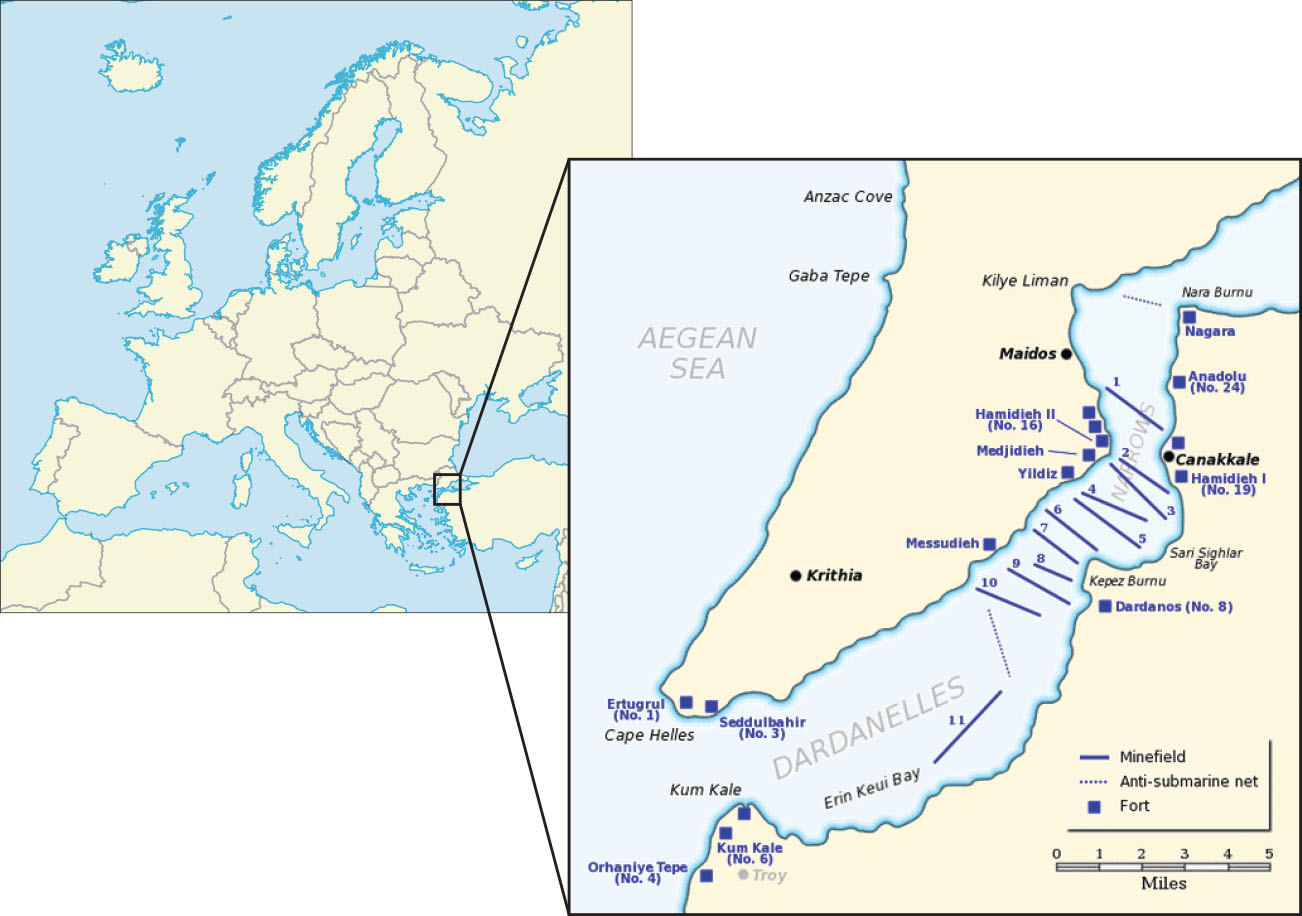 Anzac Cove
Gaba Tepe
Kilye Liman
Nara Burnu
Nagara
AEGEAN
SEA
Maidos
Anadolu
(No. 24)
1
Hamidieh II
(No. 16)
NARROWS
Medjidieh
2
Canakkale
Yildiz
Hamidieh I
(No. 19)
4
3
6
7
5
Messudieh
Sari Sighlar
Bay
8
9
10
Krithia
Kepez Burnu
Dardanos (No. 8)
Ertugrul
(No. 1)
Seddulbahir
(No. 3)
Cape Helles
DARDANELLES
11
Erin Keui Bay
Kum Kale
Kum Kale
(No. 6)
Orhaniye Tepe
(No. 4)
Troy
Minefield
Anti-submarine net
Fort
0 1 2 3 4 5
Miles